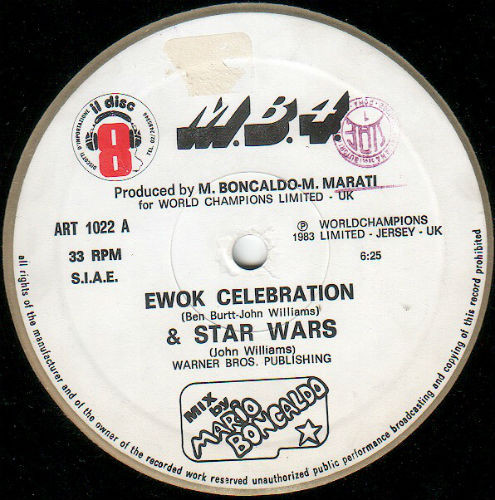 il disc
8
DISCHI D'IMPORTAZIONE
M.B.4.
SIAE
Produced by M. BONCALDO-M. MARATI
for WORLD CHAMPIONS LIMITED - UK
ART 1022 A
33 RPM
S.I.A.E.
Ⓟ WORLDCHAMPIONS
1983 LIMITED - JERSEY - UK
6:25
EWOK CELEBRATION
(Ben Burtt-John Williams)
& STAR WARS
(John Williams)
WARNER BROS. PUBLISHING
MIX by
MARIO
BONCALDO
all rights of the manufacturer and of the owner of the recorded work reserved unauthorized public performance broadcasting and copying of this record prohibited